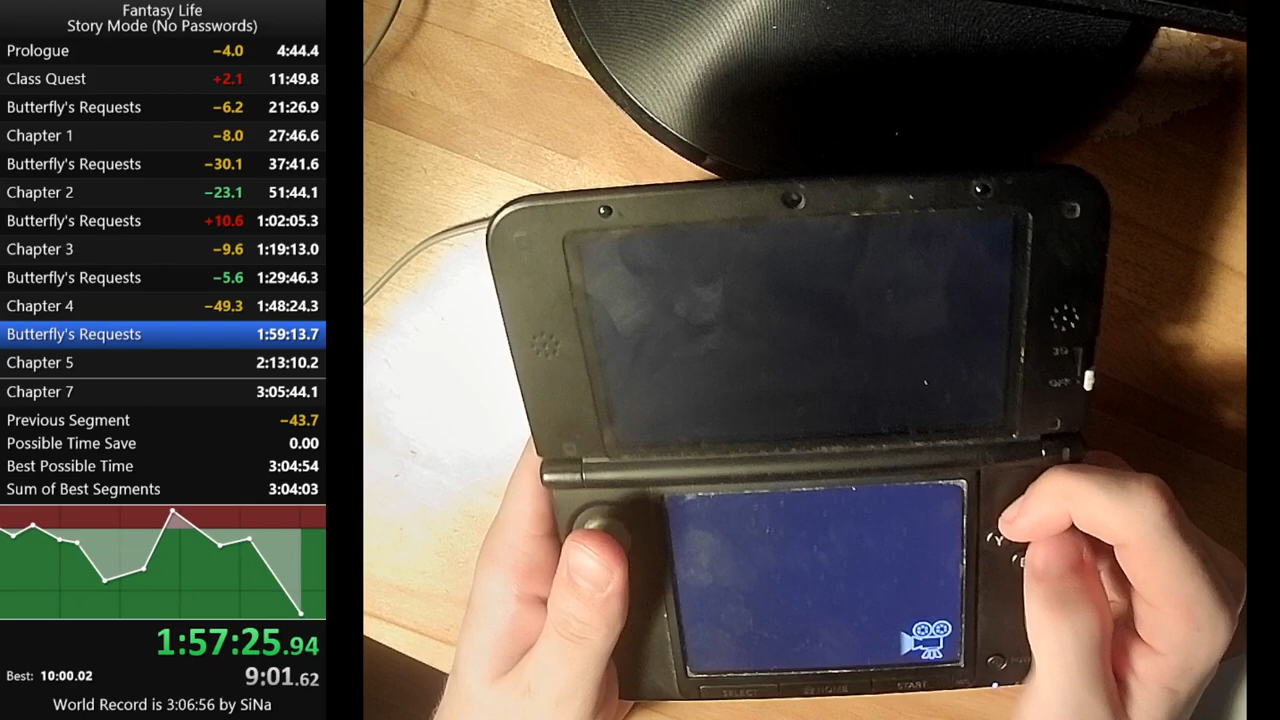 Fantasy Life
Story Mode (No Passwords)
Prologue −4.0 4:44.4
Class Quest +2.1 11:49.8
Butterfly's Requests −6.2 21:26.9
Chapter 1 −8.0 27:46.6
Butterfly's Requests −30.1 37:41.6
Chapter 2 −23.1 51:44.1
Butterfly's Requests +10.6 1:02:05.3
Chapter 3 −9.6 1:19:13.0
Butterfly's Requests −5.6 1:29:46.3
Chapter 4 −49.3 1:48:24.3
Butterfly's Requests 1:59:13.7
Chapter 5 2:13:10.2
Chapter 7 3:05:44.1
Previous Segment −43.7
Possible Time Save 0.00
Best Possible Time 3:04:54
Sum of Best Segments 3:04:03
1:57:25.94
Best: 10:00.02 9:01.62
World Record is 3:06:56 by SiNa
3D
OFF
Y
SELECT HOME START